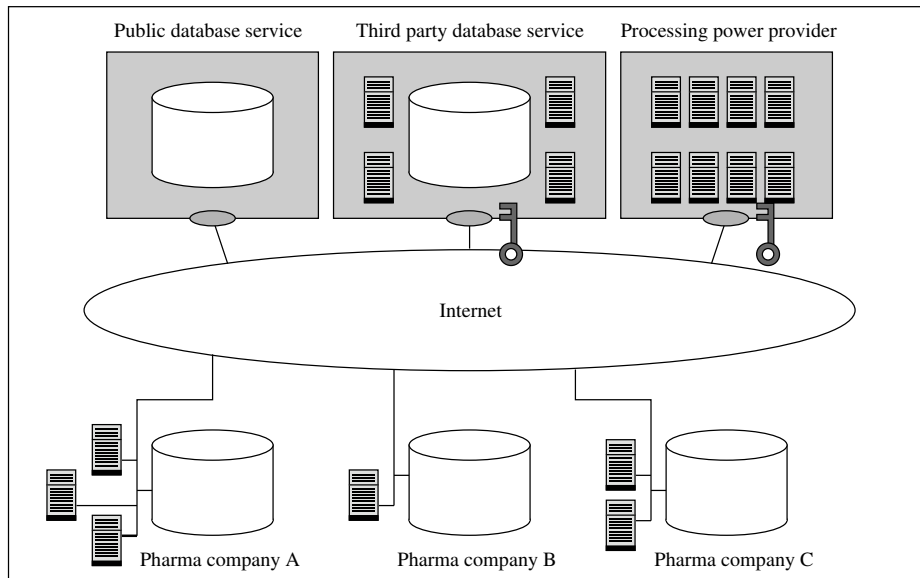 Public database service
Third party database service
Processing power provider
Internet
Pharma company A
Pharma company B
Pharma company C